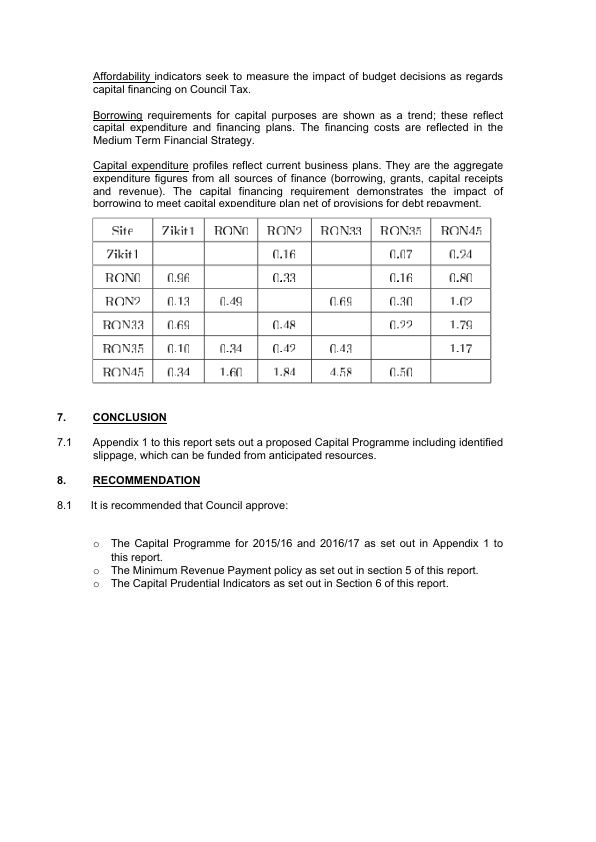 Affordability indicators seek to measure the impact of budget decisions as regards
capital financing on Council Tax.
Borrowing requirements for capital purposes are shown as a trend; these reflect
capital expenditure and financing plans. The financing costs are reflected in the
Medium Term Financial Strategy.
Capital expenditure profiles reflect current business plans. They are the aggregate
expenditure figures from all sources of finance (borrowing, grants, capital receipts
and revenue). The capital financing requirement demonstrates the impact of
borrowing to meet capital expenditure plan net of provisions for debt repayment.
Site Zikit1 RON0 RON2 RON33 RON35 RON45
Zikit1 0.16 0.07 0.24
RON0 0.96 0.33 0.16 0.80
RON2 0.13 0.49 0.69 0.30 1.02
RON33 0.69 0.48 0.22 1.79
RON35 0.10 0.34 0.42 0.43 1.17
RON45 0.34 1.60 1.84 4.58 0.50
7. CONCLUSION
7.1 Appendix 1 to this report sets out a proposed Capital Programme including identified
slippage, which can be funded from anticipated resources.
8. RECOMMENDATION
8.1 It is recommended that Council approve:
o The Capital Programme for 2015/16 and 2016/17 as set out in Appendix 1 to
this report.
o The Minimum Revenue Payment policy as set out in section 5 of this report.
o The Capital Prudential Indicators as set out in Section 6 of this report.